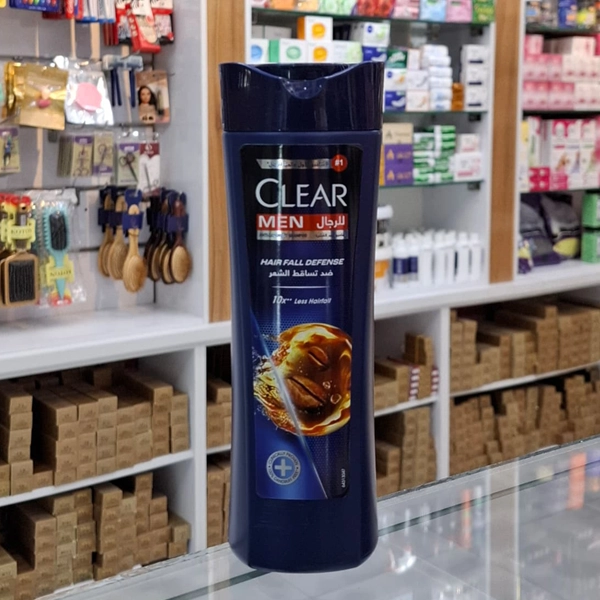 #1
CLEAR
MEN للرجال
HAIR FALL DEFENSE
ضد تساقط الشعر
10x** Less Hairfall